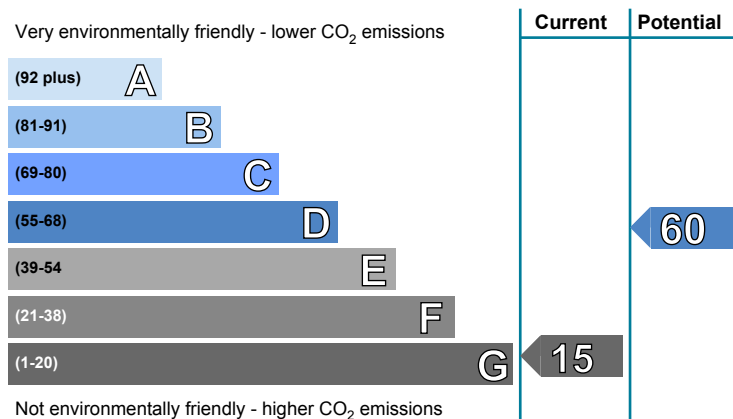 Current Potential
Very environmentally friendly - lower CO2 emissions
(92 plus) A
(81-91) B
(69-80) C
(55-68) D
60
(39-54 E
(21-38) F
(1-20) G
15
Not environmentally friendly - higher CO2 emissions